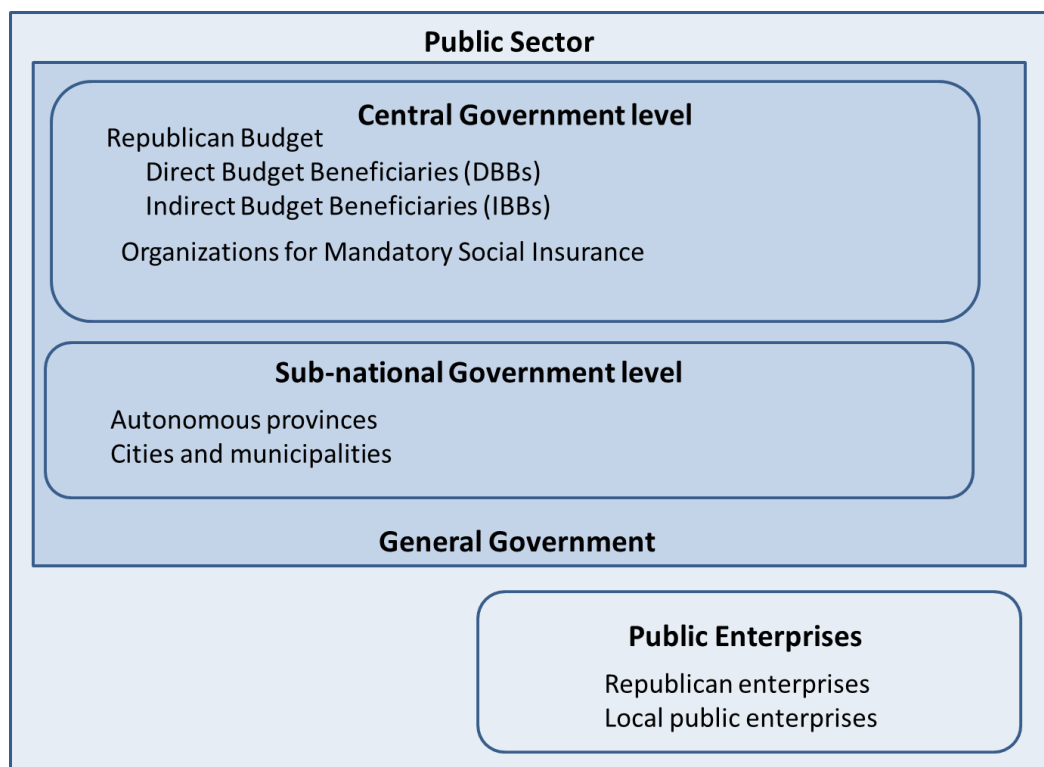 Public Sector
Central Government level
Republican Budget
Direct Budget Beneficiaries (DBBs)
Indirect Budget Beneficiaries (IBBs)
Organizations for Mandatory Social Insurance
Sub-national Government level
Autonomous provinces
Cities and municipalities
General Government
Public Enterprises
Republican enterprises
Local public enterprises